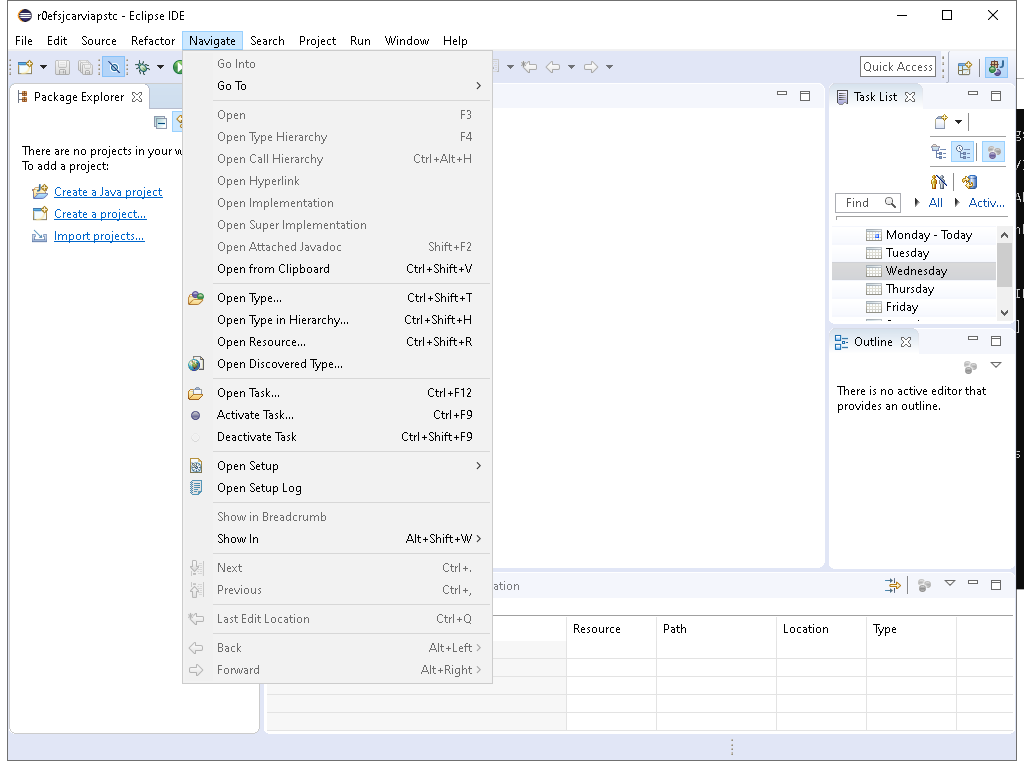 r0efsjcarviapstc - Eclipse IDE
File Edit Source Refactor Navigate Search Project Run Window Help
Quick Access
Package Explorer
There are no projects in your w
To add a project:
Create a Java project
Create a project...
Import projects...
Go Into
Go To
Open F3
Open Type Hierarchy F4
Open Call Hierarchy Ctrl+Alt+H
Open Hyperlink
Open Implementation
Open Super Implementation
Open Attached Javadoc Shift+F2
Open from Clipboard Ctrl+Shift+V
Open Type... Ctrl+Shift+T
Open Type in Hierarchy... Ctrl+Shift+H
Open Resource... Ctrl+Shift+R
Open Discovered Type...
Open Task... Ctrl+F12
Activate Task... Ctrl+F9
Deactivate Task Ctrl+Shift+F9
Open Setup
Open Setup Log
Show in Breadcrumb
Show In Alt+Shift+W
Next Ctrl+.
Previous Ctrl+,
Last Edit Location Ctrl+Q
Back Alt+Left
Forward Alt+Right
Task List
Find All Activ...
Monday - Today
Tuesday
Wednesday
Thursday
Friday
Outline
There is no active editor that
provides an outline.
ation
Resource Path Location Type